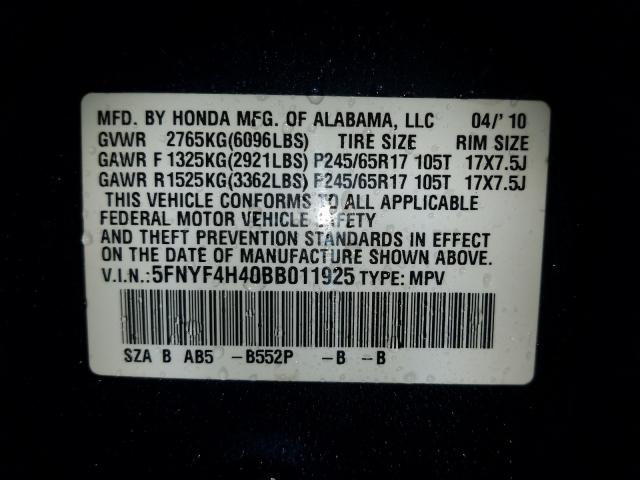 MFD. BY HONDA MFG. OF ALABAMA, LLC 04/' 10
GVWR 2765KG(6096LBS) TIRE SIZE RIM SIZE
GAWR F 1325KG(2921LBS) P245/65R17 105T 17X7.5J
GAWR R 1525KG(3362LBS) P245/65R17 105T 17X7.5J
THIS VEHICLE CONFORMS TO ALL APPLICABLE
FEDERAL MOTOR VEHICLE SAFETY
AND THEFT PREVENTION STANDARDS IN EFFECT
ON THE DATE OF MANUFACTURE SHOWN ABOVE.
V.I.N.:5FNYF4H40BB011925 TYPE: MPV
SZA B AB5 –B552P –B –B